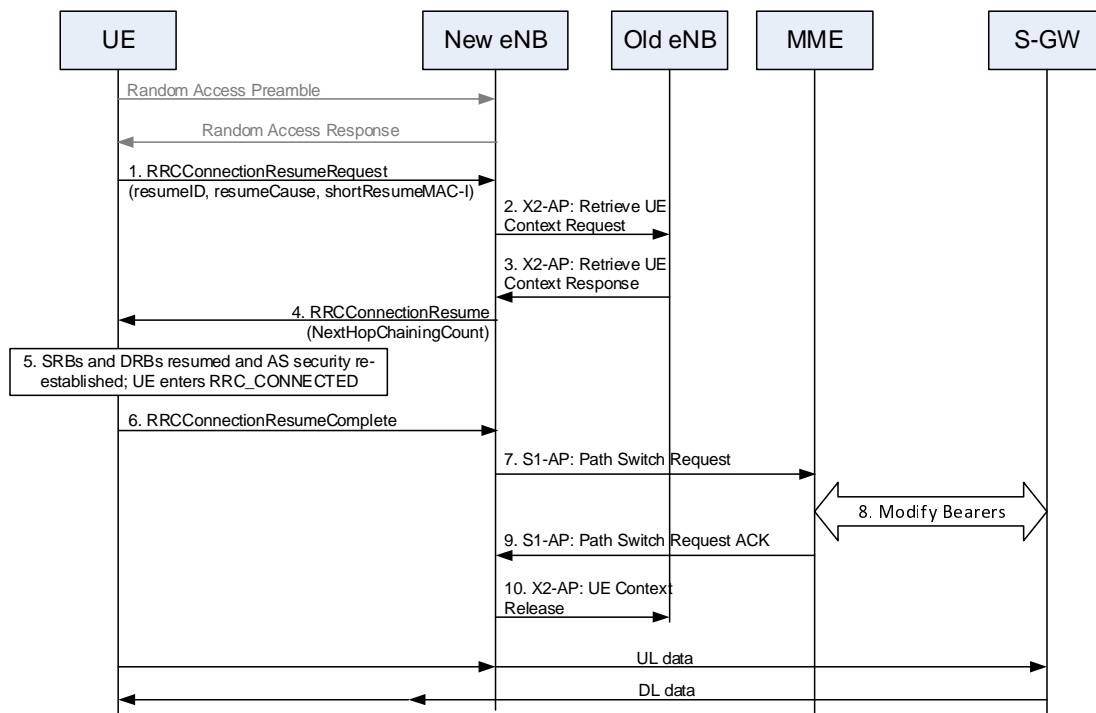 UE
New eNB
Old eNB
MME
S-GW
Random Access Preamble
Random Access Response
1. RRCConnectionResumeRequest
(resumeID, resumeCause, shortResumeMAC-I)
2. X2-AP: Retrieve UE
Context Request
3. X2-AP: Retrieve UE
Context Response
4. RRCConnectionResume
(NextHopChainingCount)
5. SRBs and DRBs resumed and AS security re-
established; UE enters RRC_CONNECTED
6. RRCConnectionResumeComplete
7. S1-AP: Path Switch Request
8. Modify Bearers
9. S1-AP: Path Switch Request ACK
10. X2-AP: UE Context
Release
UL data
DL data